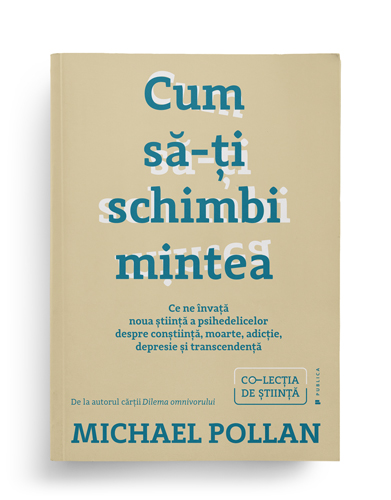 Cum
să-ți
schimbi
mintea
Ce ne învață
noua știință a psihedelicelor
despre conștiință, moarte, adicție,
depresie și transcendență
CO—LECȚIA
DE ȘTIINȚĂ
PUBLICA
De la autorul cărții Dilema omnivorului
MICHAEL POLLAN